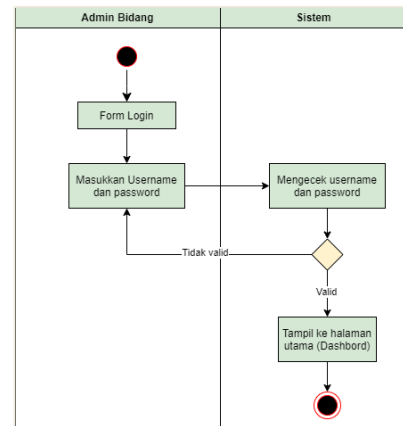 Admin Bidang
Sistem
Form Login
Masukkan Username
dan password
Mengecek username
dan password
Tidak valid
Valid
Tampil ke halaman
utama (Dashbord)